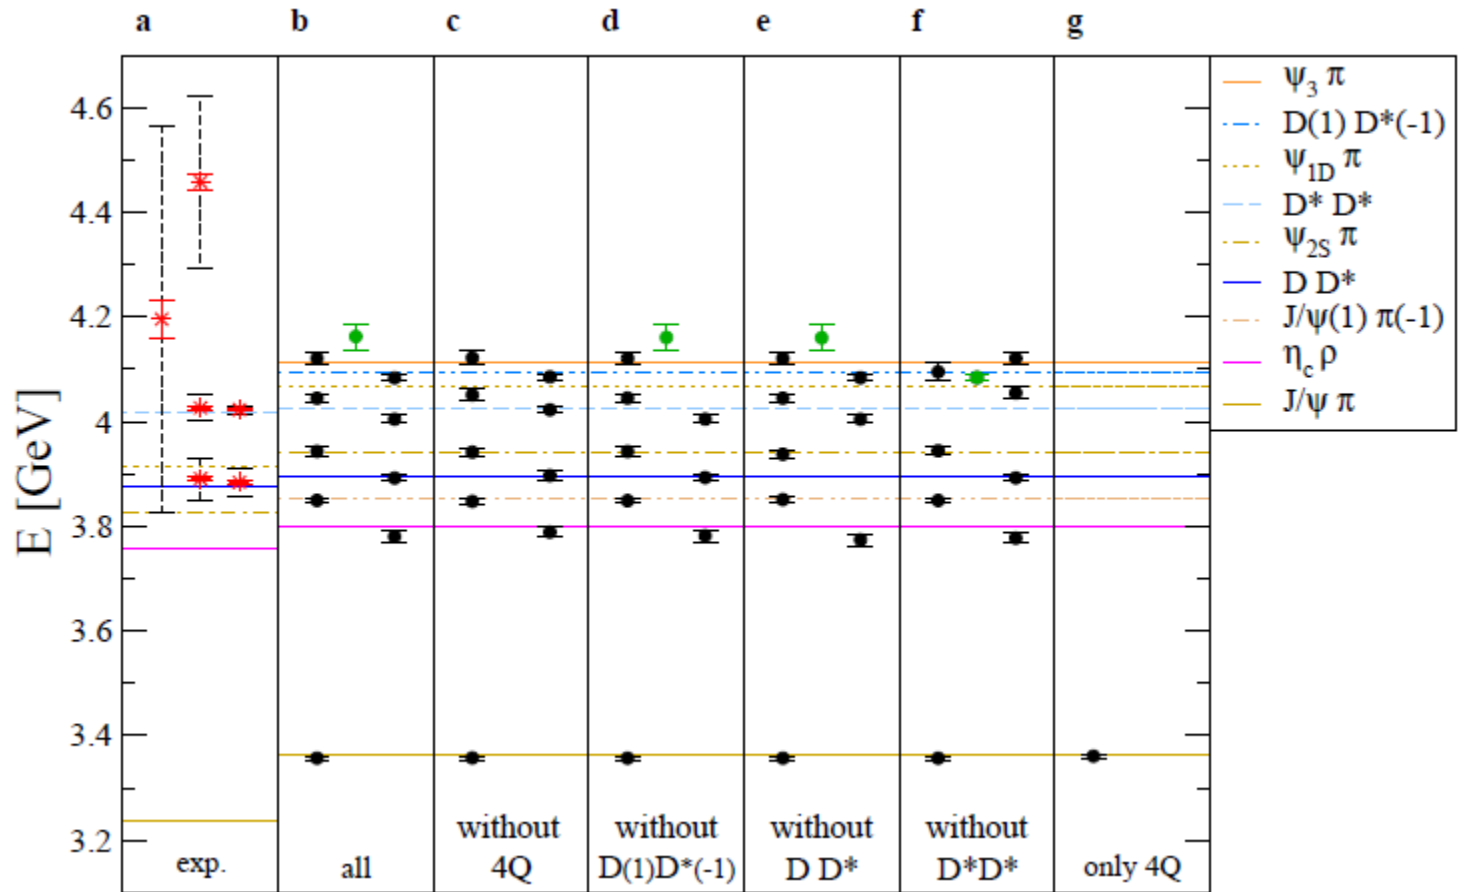 a b c d e f g
4.6
4.4
4.2
4
3.8
3.6
3.4
3.2
E [GeV]
exp.
all
without
4Q
without
D(1)D*(-1)
without
D D*
without
D*D*
only 4Q
ψ₃ π
D(1) D*(-1)
ψ₁D π
D* D*
ψ₂S π
D D*
J/ψ(1) π(-1)
η_c ρ
J/ψ π